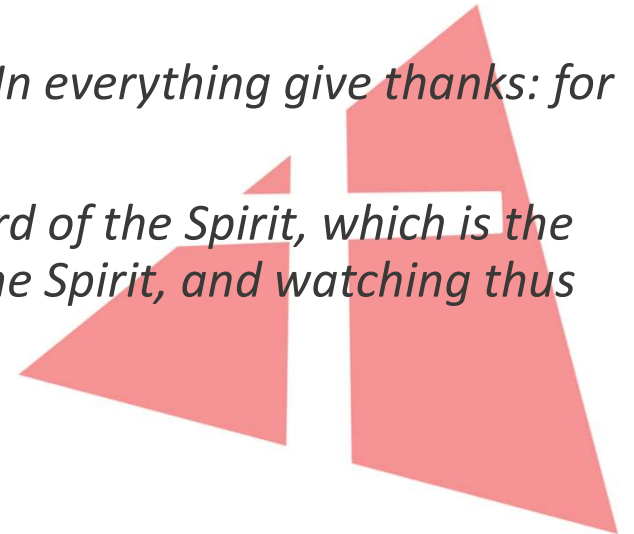 In everything give thanks: for
rd of the Spirit, which is the
he Spirit, and watching thus